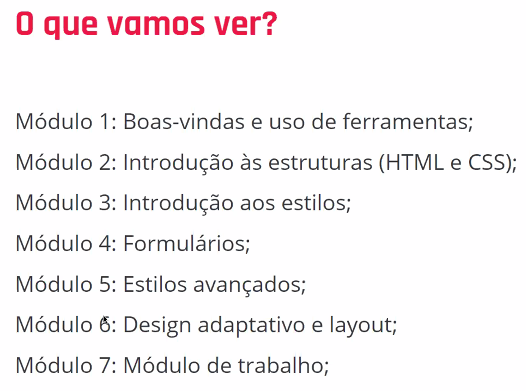 O que vamos ver?
Módulo 1: Boas-vindas e uso de ferramentas;
Módulo 2: Introdução às estruturas (HTML e CSS);
Módulo 3: Introdução aos estilos;
Módulo 4: Formulários;
Módulo 5: Estilos avançados;
Módulo 6: Design adaptativo e layout;
Módulo 7: Módulo de trabalho;